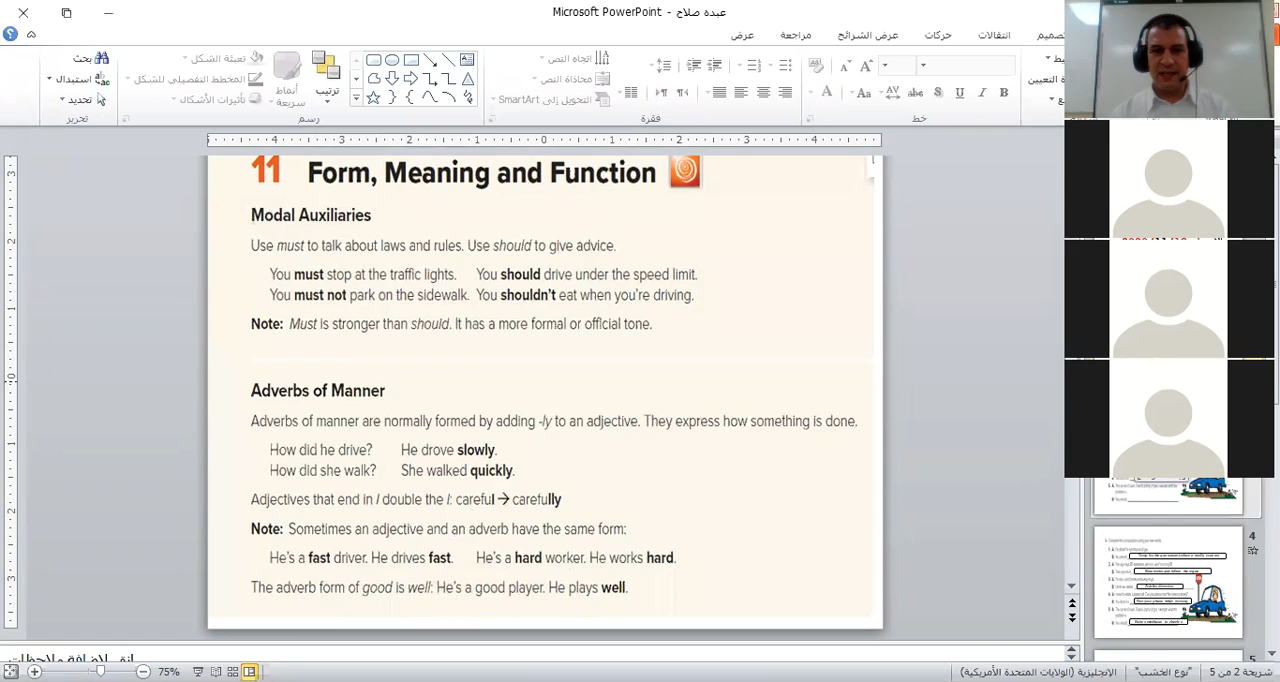 عبدة صلاح - Microsoft PowerPoint
عرض
مراجعة
عرض الشرائح
حركات
انتقالات
بحث
استبدال
تحديد
تحرير
تعبئة الشكل
المخطط التفصيلي للشكل
تأثيرات الأشكال
أنماط سريعة
ترتيب
رسم
اتجاه النص
محاذاة النص
التحويل إلى SmartArt
فقرة
خط
11 Form, Meaning and Function
Modal Auxiliaries
Use must to talk about laws and rules. Use should to give advice.
You must stop at the traffic lights. You should drive under the speed limit.
You must not park on the sidewalk. You shouldn't eat when you're driving.
Note: Must is stronger than should. It has a more formal or official tone.
Adverbs of Manner
Adverbs of manner are normally formed by adding -ly to an adjective. They express how something is done.
How did he drive? He drove slowly.
How did she walk? She walked quickly.
Adjectives that end in l double the l: careful → carefully
Note: Sometimes an adjective and an adverb have the same form:
He's a fast driver. He drives fast. He's a hard worker. He works hard.
The adverb form of good is well: He's a good player. He plays well.
4
5
75%
الإنجليزية (الولايات المتحدة الأمريكية)
"نوع الخشب"
شريحة 2 من 5